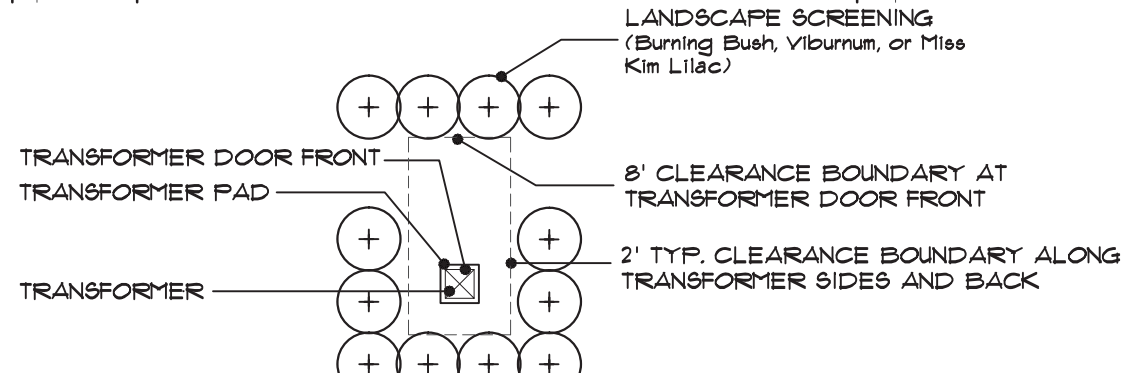 LANDSCAPE SCREENING
(Burning Bush, Viburnum, or Miss
Kim Lilac)
TRANSFORMER DOOR FRONT
TRANSFORMER PAD
8' CLEARANCE BOUNDARY AT
TRANSFORMER DOOR FRONT
2' TYP. CLEARANCE BOUNDARY ALONG
TRANSFORMER SIDES AND BACK
TRANSFORMER